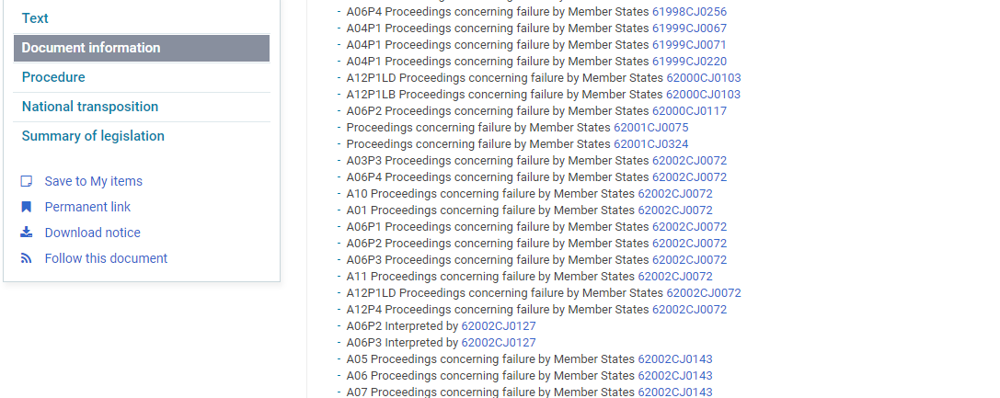 Text
Document information
Procedure
National transposition
Summary of legislation
Save to My items
Permanent link
Download notice
Follow this document
- A06P4 Proceedings concerning failure by Member States 61998CJ0256
- A04P1 Proceedings concerning failure by Member States 61999CJ0067
- A04P1 Proceedings concerning failure by Member States 61999CJ0071
- A04P1 Proceedings concerning failure by Member States 61999CJ0220
- A12P1LD Proceedings concerning failure by Member States 62000CJ0103
- A12P1LB Proceedings concerning failure by Member States 62000CJ0103
- A06P2 Proceedings concerning failure by Member States 62000CJ0117
- Proceedings concerning failure by Member States 62001CJ0075
- Proceedings concerning failure by Member States 62001CJ0324
- A03P3 Proceedings concerning failure by Member States 62002CJ0072
- A06P4 Proceedings concerning failure by Member States 62002CJ0072
- A10 Proceedings concerning failure by Member States 62002CJ0072
- A01 Proceedings concerning failure by Member States 62002CJ0072
- A06P1 Proceedings concerning failure by Member States 62002CJ0072
- A06P2 Proceedings concerning failure by Member States 62002CJ0072
- A06P3 Proceedings concerning failure by Member States 62002CJ0072
- A11 Proceedings concerning failure by Member States 62002CJ0072
- A12P1LD Proceedings concerning failure by Member States 62002CJ0072
- A12P4 Proceedings concerning failure by Member States 62002CJ0072
- A06P2 Interpreted by 62002CJ0127
- A06P3 Interpreted by 62002CJ0127
- A05 Proceedings concerning failure by Member States 62002CJ0143
- A06 Proceedings concerning failure by Member States 62002CJ0143
- A07 Proceedings concerning failure by Member States 62002CJ0143